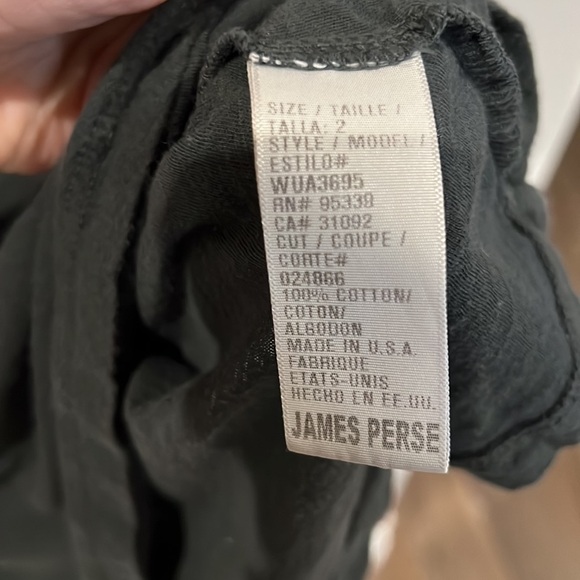 SIZE / TAILLE /
TALLA: 2
STYLE / MODEL /
ESTILO#
WUA3695
RN# 95339
CA# 31092
CUT / COUPE /
CORTE#
024866
100% COTTON/
COTON/
ALGODON
MADE IN U.S.A.
FABRIQUE
ETATS-UNIS
HECHO EN EE.UU.
JAMES PERSE